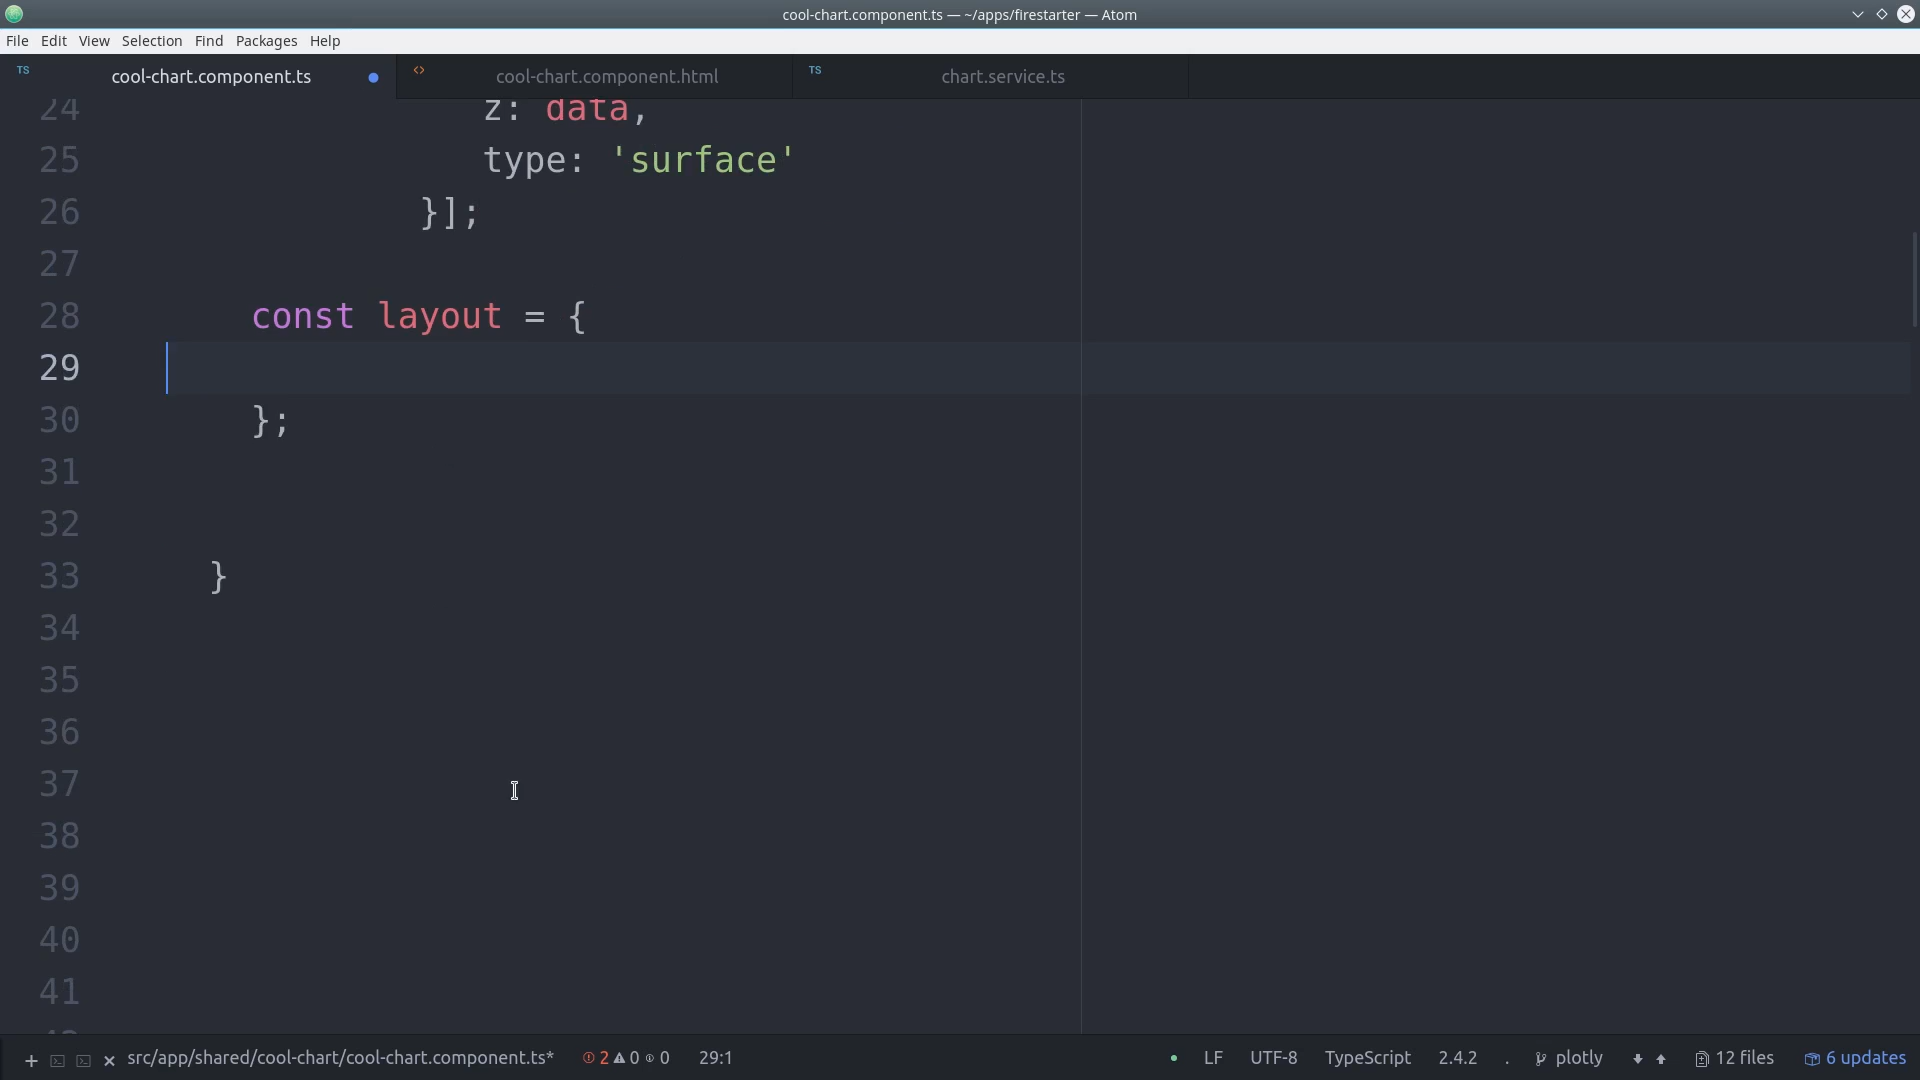 cool-chart.component.ts — ~/apps/firestarter — Atom
File Edit View Selection Find Packages Help
TS cool-chart.component.ts <> cool-chart.component.html TS chart.service.ts
24 z: data,
25 type: 'surface'
26 }];
27
28 const layout = {
29
30 };
31
32
33 }
34
35
36
37
38
39
40
41
+ × src/app/shared/cool-chart/cool-chart.component.ts* 2 0 0 29:1 LF UTF-8 TypeScript 2.4.2 . plotly 12 files 6 updates